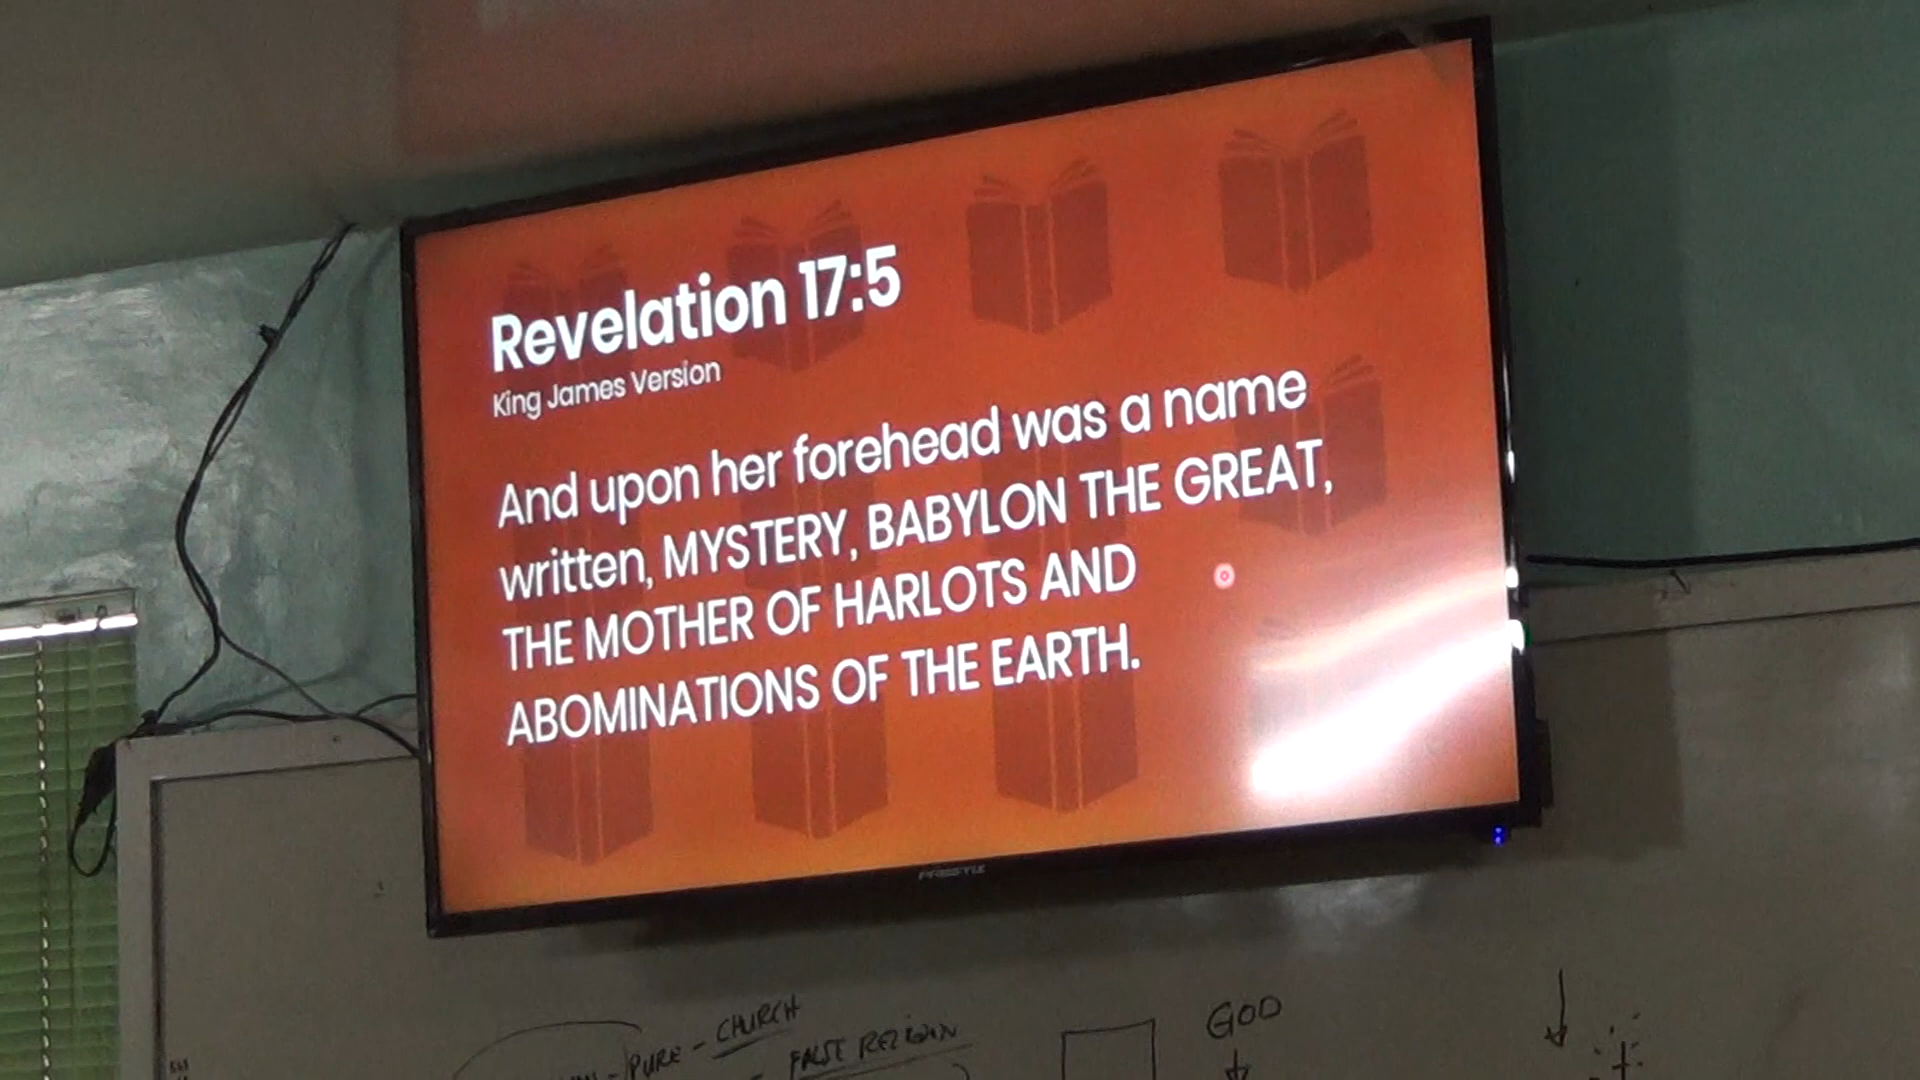 Revelation 17:5
King James Version
And upon her forehead was a name
written, MYSTERY, BABYLON THE GREAT,
THE MOTHER OF HARLOTS AND
ABOMINATIONS OF THE EARTH.
PRESTIZ
PURE - CHURCH
- FALSE RELIGION
GOD